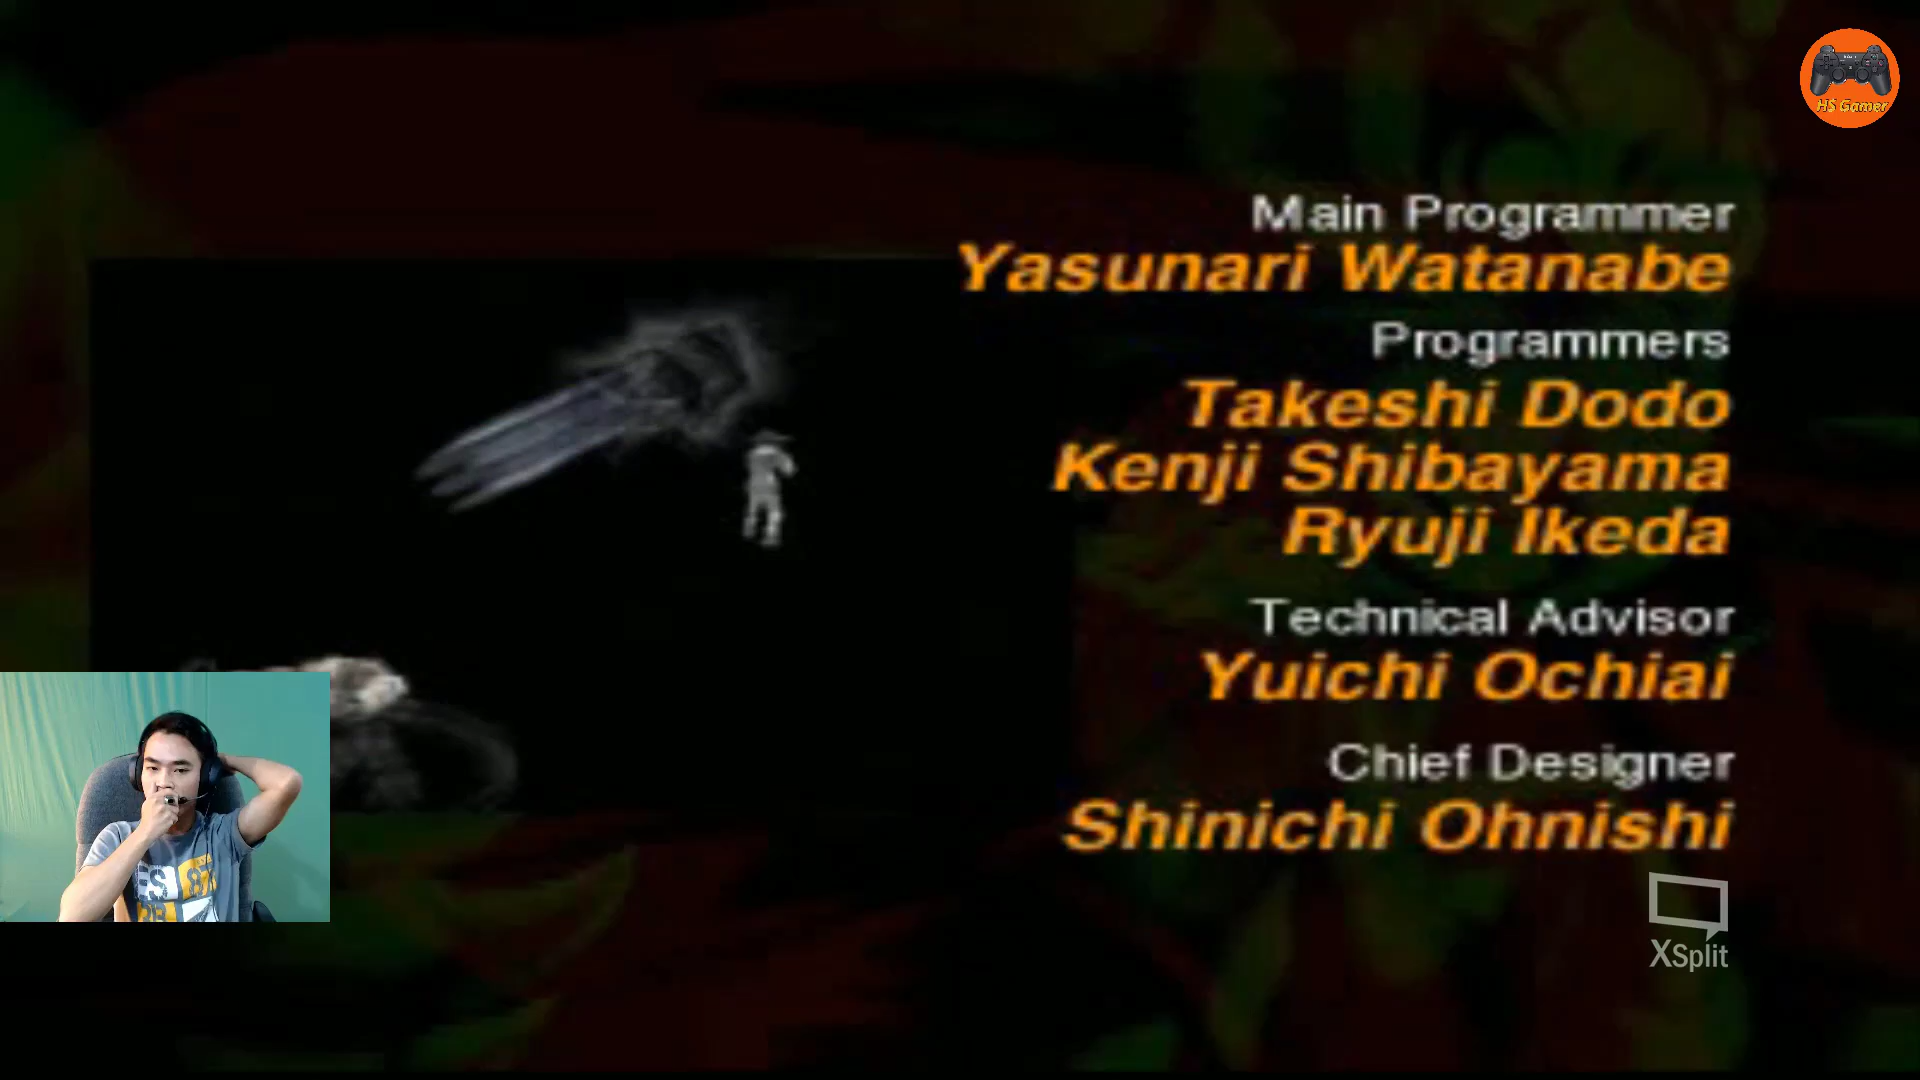 HS Gamer
Main Programmer
Yasunari Watanabe
Programmers
Takeshi Dodo
Kenji Shibayama
Ryuji Ikeda
Technical Advisor
Yuichi Ochiai
Chief Designer
Shinichi Ohnishi
XSplit